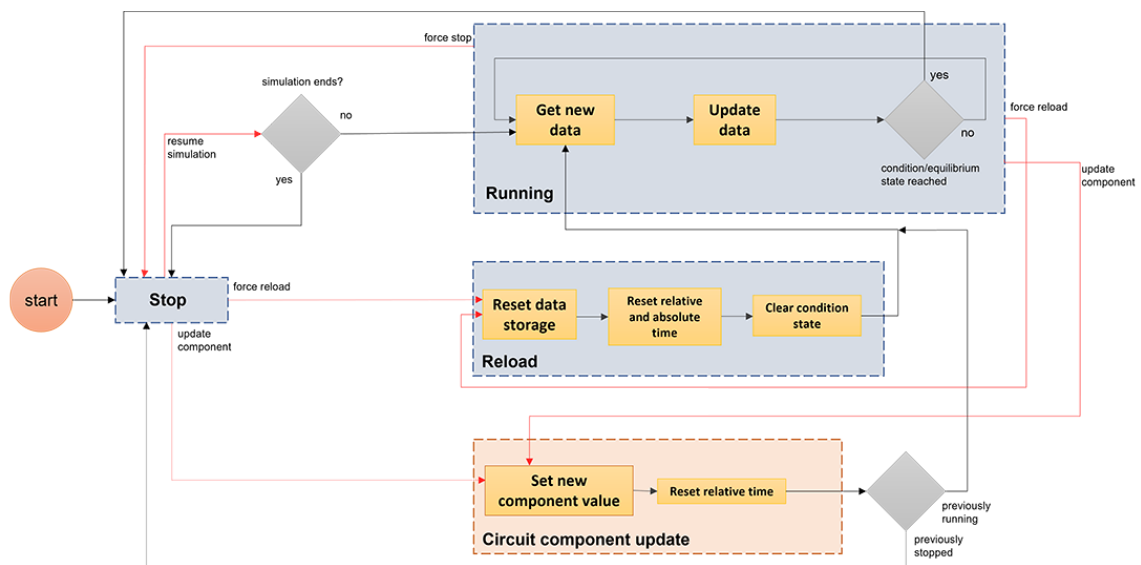 force stop
yes
simulation ends?
no
resume
simulation
yes
Get new
data
Update
data
no
force reload
condition/equilibrium
state reached
update
component
Running
start
Stop
force reload
update
component
Reset data
storage
Reset relative
and absolute
time
Clear condition
state
Reload
Set new
component value
Reset relative time
previously
running
previously
stopped
Circuit component update